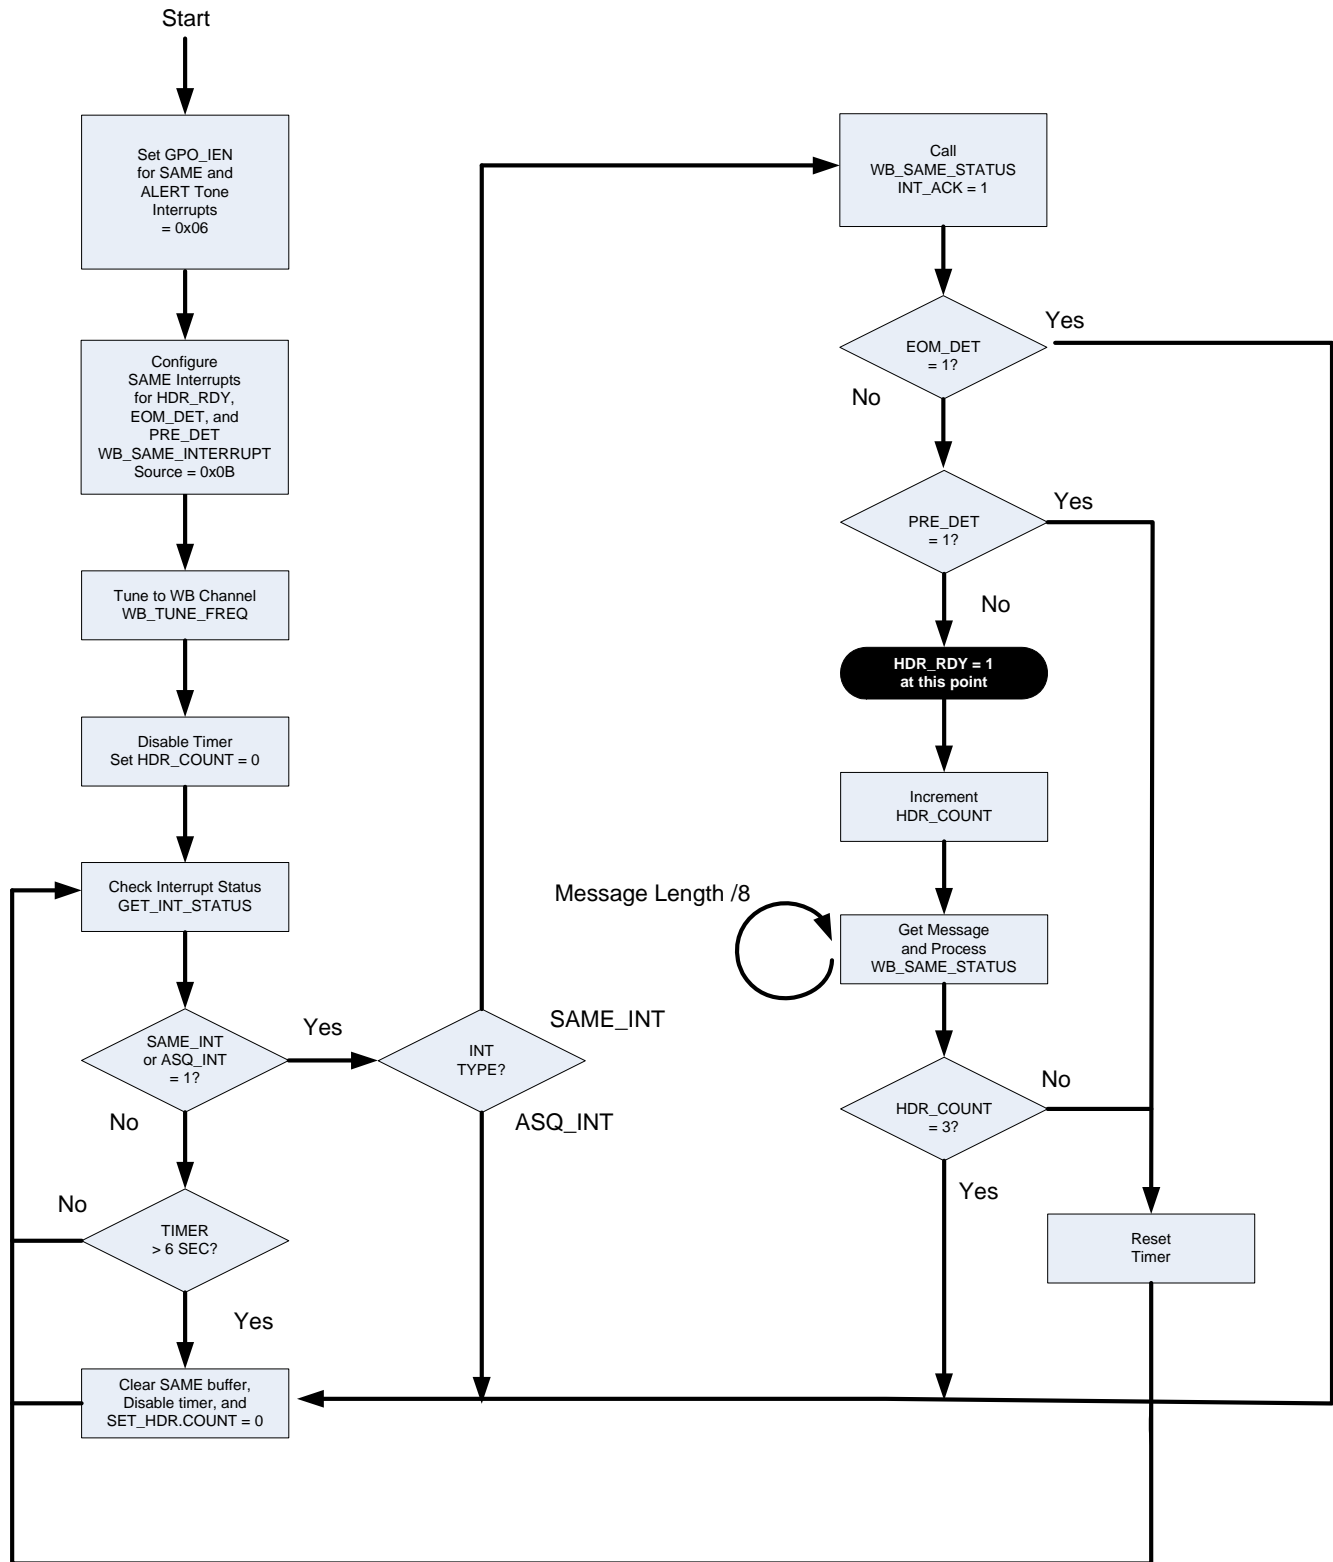 Start
Set GPO_IEN
for SAME and
ALERT Tone
Interrupts
= 0x06
Configure
SAME Interrupts
for HDR_RDY,
EOM_DET, and
PRE_DET
WB_SAME_INTERRUPT
Source = 0x0B
Tune to WB Channel
WB_TUNE_FREQ
Disable Timer
Set HDR_COUNT = 0
Check Interrupt Status
GET_INT_STATUS
SAME_INT
or ASQ_INT
= 1?
Yes
No
TIMER
> 6 SEC?
No
Yes
Clear SAME buffer,
Disable timer, and
SET_HDR.COUNT = 0
INT
TYPE?
SAME_INT
ASQ_INT
Call
WB_SAME_STATUS
INT_ACK = 1
EOM_DET
= 1?
Yes
No
PRE_DET
= 1?
Yes
No
HDR_RDY = 1
at this point
Increment
HDR_COUNT
Message Length /8
Get Message
and Process
WB_SAME_STATUS
HDR_COUNT
= 3?
No
Yes
Reset
Timer